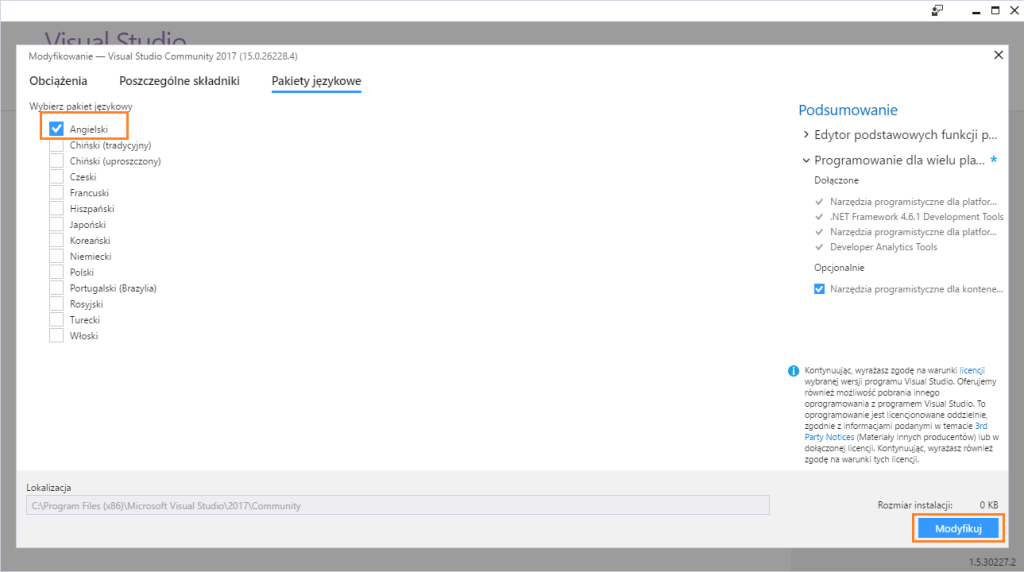 Visual Studio
Modyfikowanie — Visual Studio Community 2017 (15.0.26228.4)
Obciążenia
Poszczególne składniki
Pakiety językowe
Wybierz pakiet językowy
Angielski
Chiński (tradycyjny)
Chiński (uproszczony)
Czeski
Francuski
Hiszpański
Japoński
Koreański
Niemiecki
Polski
Portugalski (Brazylia)
Rosyjski
Turecki
Włoski
Podsumowanie
Edytor podstawowych funkcji p...
Programowanie dla wielu pla... *
Dołączone
Narzędzia programistyczne dla platfor...
.NET Framework 4.6.1 Development Tools
Narzędzia programistyczne dla platfor...
Developer Analytics Tools
Opcjonalnie
Narzędzia programistyczne dla kontene...
Kontynuując, wyrażasz zgodę na warunki licencji
wybranej wersji programu Visual Studio. Oferujemy
również możliwość pobrania innego
oprogramowania z programem Visual Studio. To
oprogramowanie jest licencjonowane oddzielnie,
zgodnie z informacjami podanymi w temacie 3rd
Party Notices (Materiały innych producentów) lub w
dołączonej licencji. Kontynuując, wyrażasz również
zgodę na warunki tych licencji.
Lokalizacja
C:\Program Files (x86)\Microsoft Visual Studio\2017\Community
Rozmiar instalacji: 0 KB
Modyfikuj
1.5.30227.2